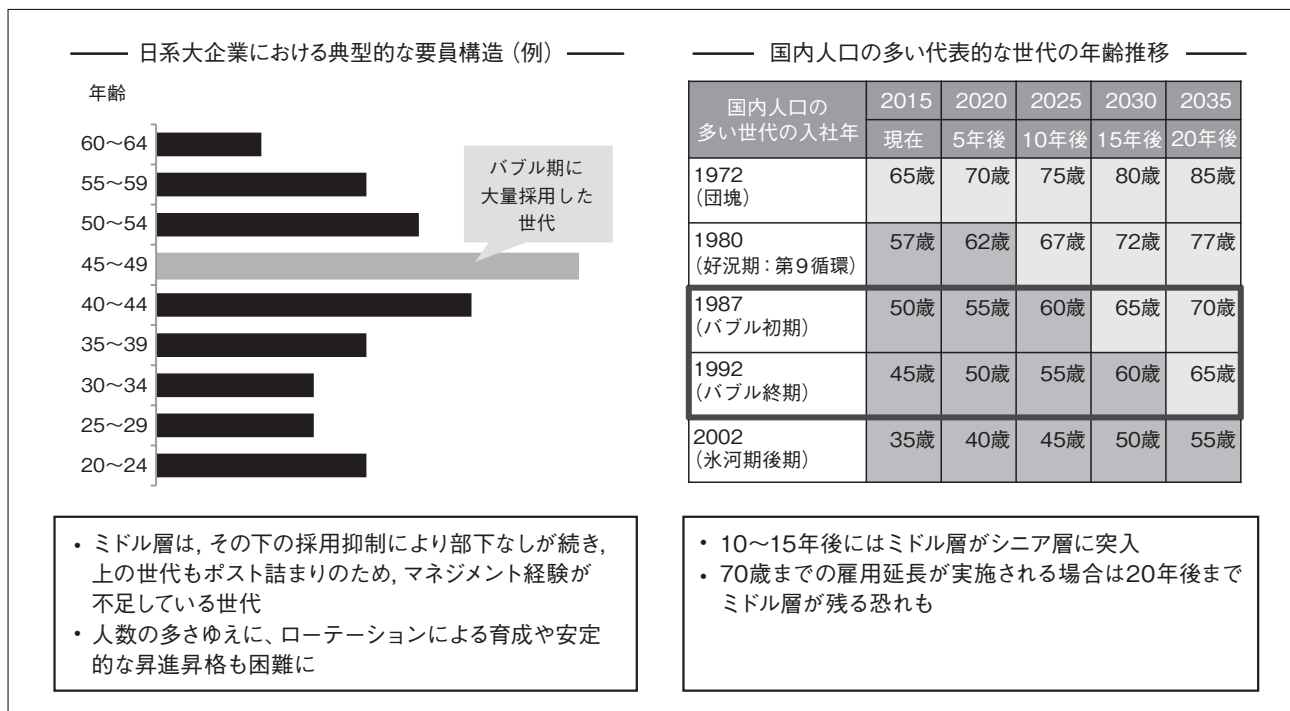 日系大企業における典型的な要員構造（例）
年齢
60～64
55～59
50～54
45～49
40～44
35～39
30～34
25～29
20～24
バブル期に
大量採用した
世代
・ ミドル層は，その下の採用抑制により部下なしが続き，
上の世代もポスト詰まりのため，マネジメント経験が
不足している世代
・ 人数の多さゆえに、ローテーションによる育成や安定
的な昇進昇格も困難に
国内人口の多い代表的な世代の年齢推移
国内人口の
多い世代の入社年
2015 2020 2025 2030 2035
現在 5年後 10年後 15年後 20年後
1972
（団塊）
65歳 70歳 75歳 80歳 85歳
1980
（好況期：第9循環）
57歳 62歳 67歳 72歳 77歳
1987
（バブル初期）
50歳 55歳 60歳 65歳 70歳
1992
（バブル終期）
45歳 50歳 55歳 60歳 65歳
2002
（氷河期後期）
35歳 40歳 45歳 50歳 55歳
・ 10～15年後にはミドル層がシニア層に突入
・ 70歳までの雇用延長が実施される場合は20年後まで
ミドル層が残る恐れも